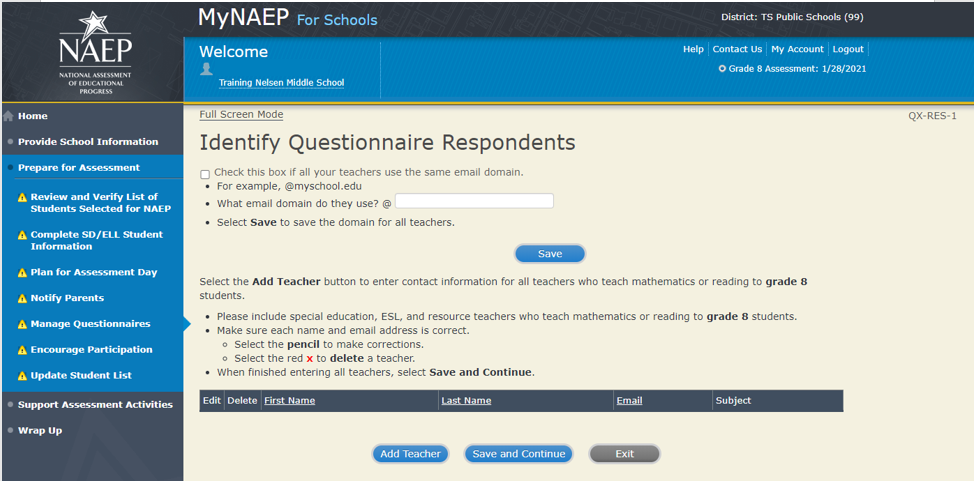 MyNAEP For Schools
District: TS Public Schools (99)
NAEP
NATIONAL ASSESSMENT
OF EDUCATIONAL
PROGRESS
Welcome
Training Nelsen Middle School
Help Contact Us My Account Logout
Grade 8 Assessment: 1/28/2021
Home
Provide School Information
Prepare for Assessment
Review and Verify List of
Students Selected for NAEP
Complete SD/ELL Student
Information
Plan for Assessment Day
Notify Parents
Manage Questionnaires
Encourage Participation
Update Student List
Support Assessment Activities
Wrap Up
Full Screen Mode
QX-RES-1
Identify Questionnaire Respondents
Check this box if all your teachers use the same email domain.
• For example, @myschool.edu
• What email domain do they use? @
• Select Save to save the domain for all teachers.
Save
Select the Add Teacher button to enter contact information for all teachers who teach mathematics or reading to grade 8
students.
• Please include special education, ESL, and resource teachers who teach mathematics or reading to grade 8 students.
• Make sure each name and email address is correct.
◦ Select the pencil to make corrections.
◦ Select the red x to delete a teacher.
• When finished entering all teachers, select Save and Continue.
Edit Delete First Name Last Name Email Subject
Add Teacher Save and Continue Exit